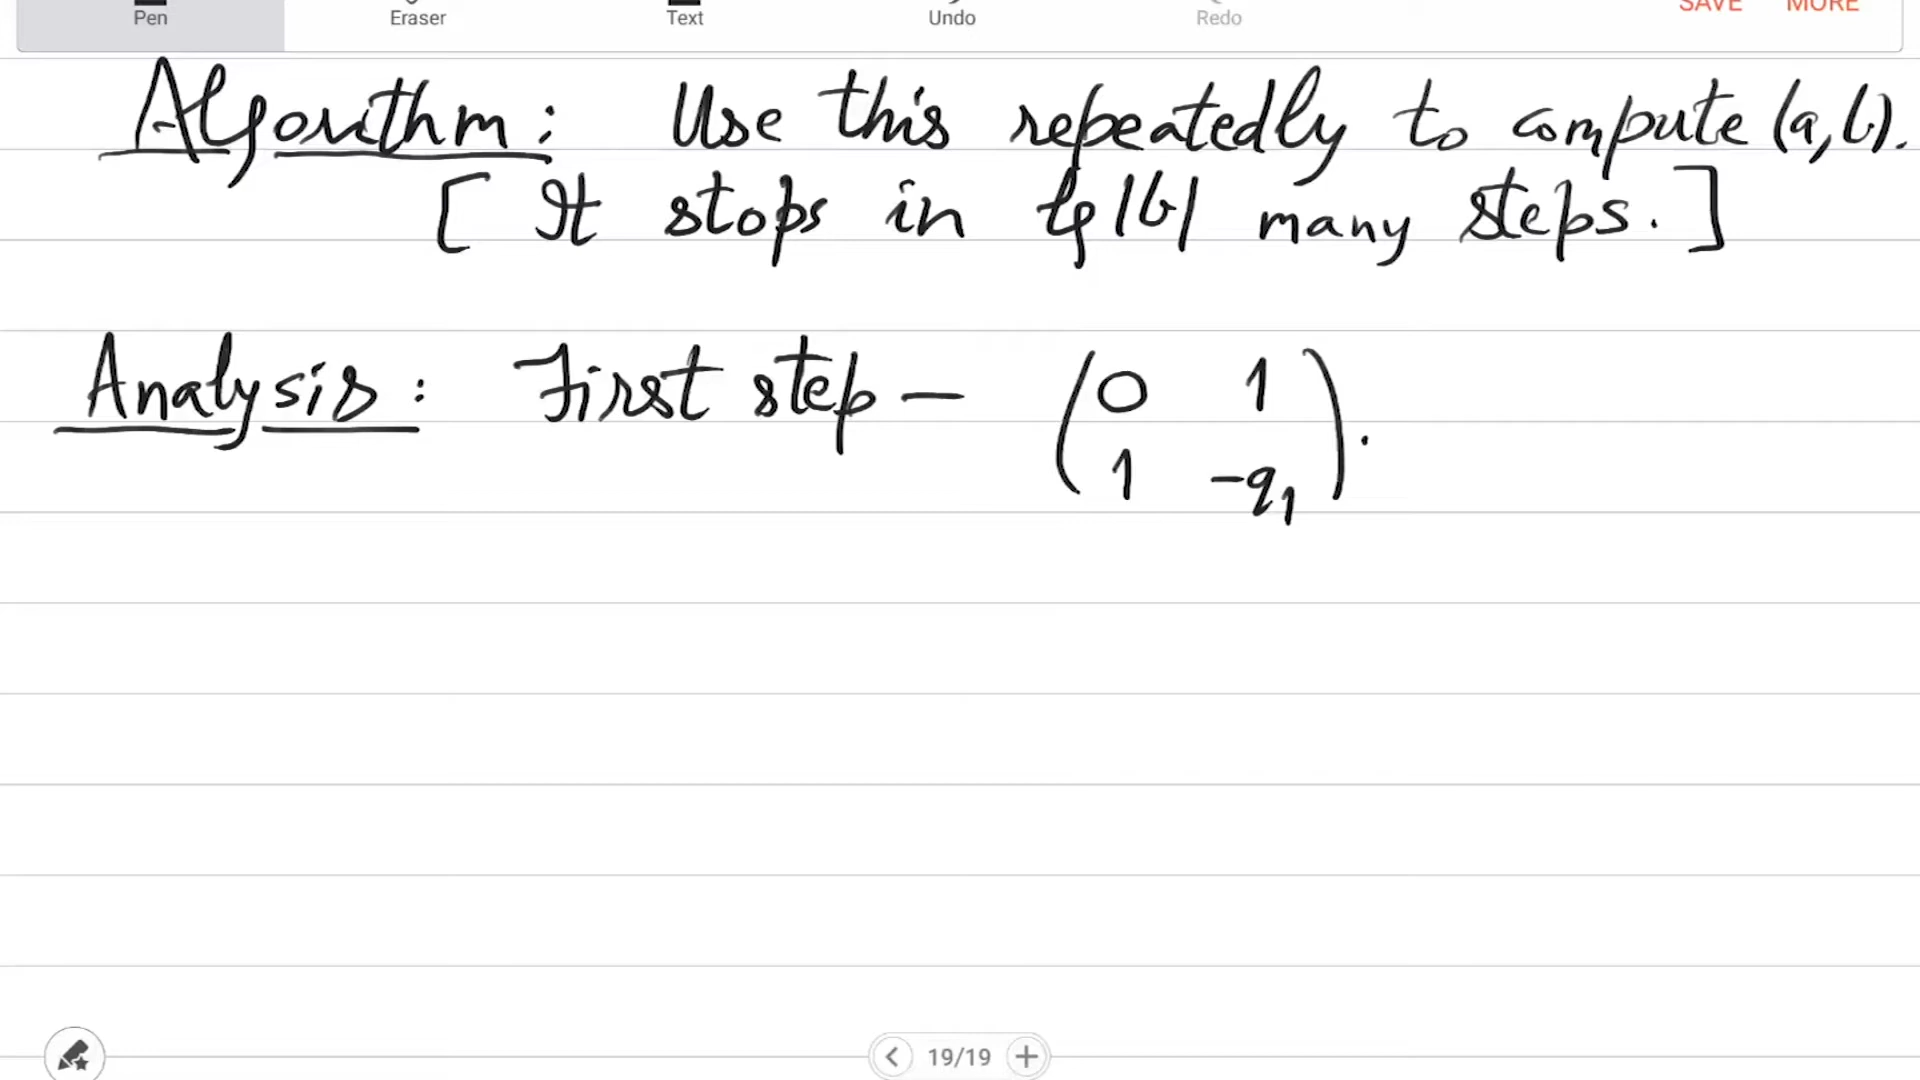 Pen Eraser Text Undo Redo SAVE MORE
Algorithm: Use this repeatedly to compute (a,b).
[It stops in lg|b| many steps.]
Analysis: First step — (0 1
1 -q₁).
19/19